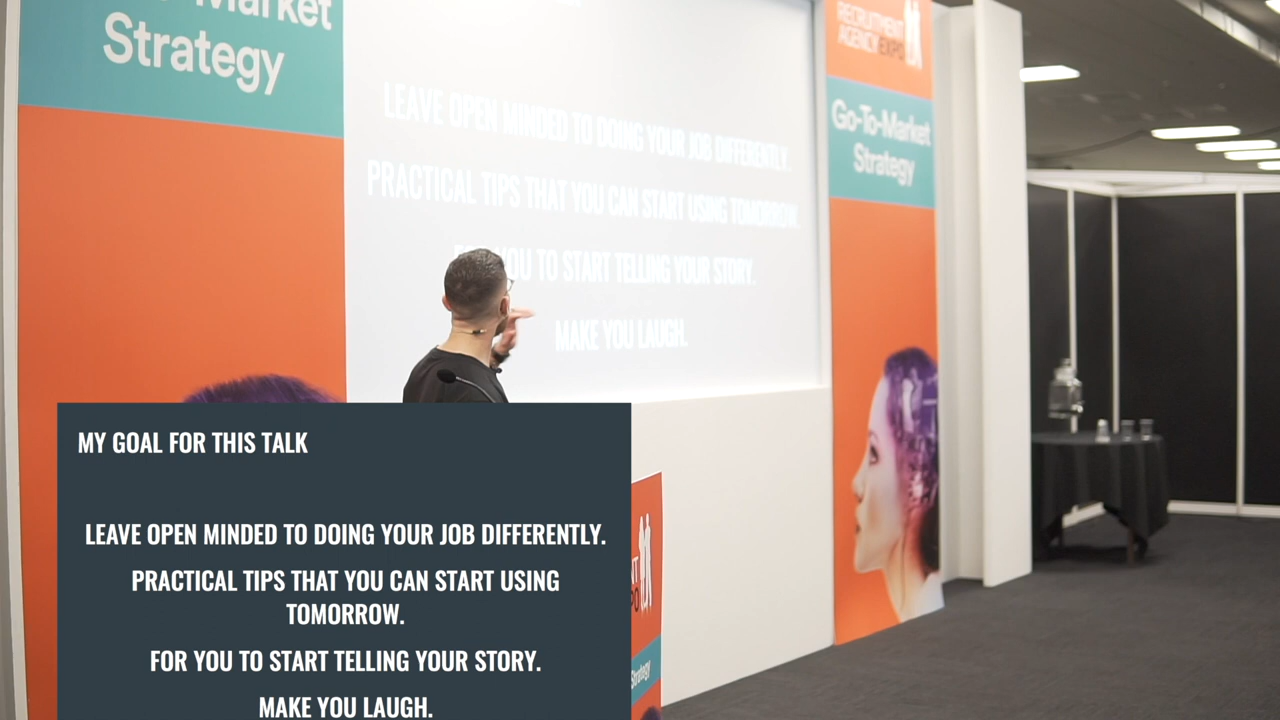 -Market
Strategy
LEAVE OPEN MINDED TO DOING YOUR JOB DIFFERENTLY.
PRACTICAL TIPS THAT YOU CAN START USING TOMORROW.
YOU TO START TELLING YOUR STORY.
MAKE YOU LAUGH.
RECRUITMENT
AGENCY EXPO
Go-To-Market
Strategy
MY GOAL FOR THIS TALK
LEAVE OPEN MINDED TO DOING YOUR JOB DIFFERENTLY.
PRACTICAL TIPS THAT YOU CAN START USING
TOMORROW.
FOR YOU TO START TELLING YOUR STORY.
MAKE YOU LAUGH.
Strategy